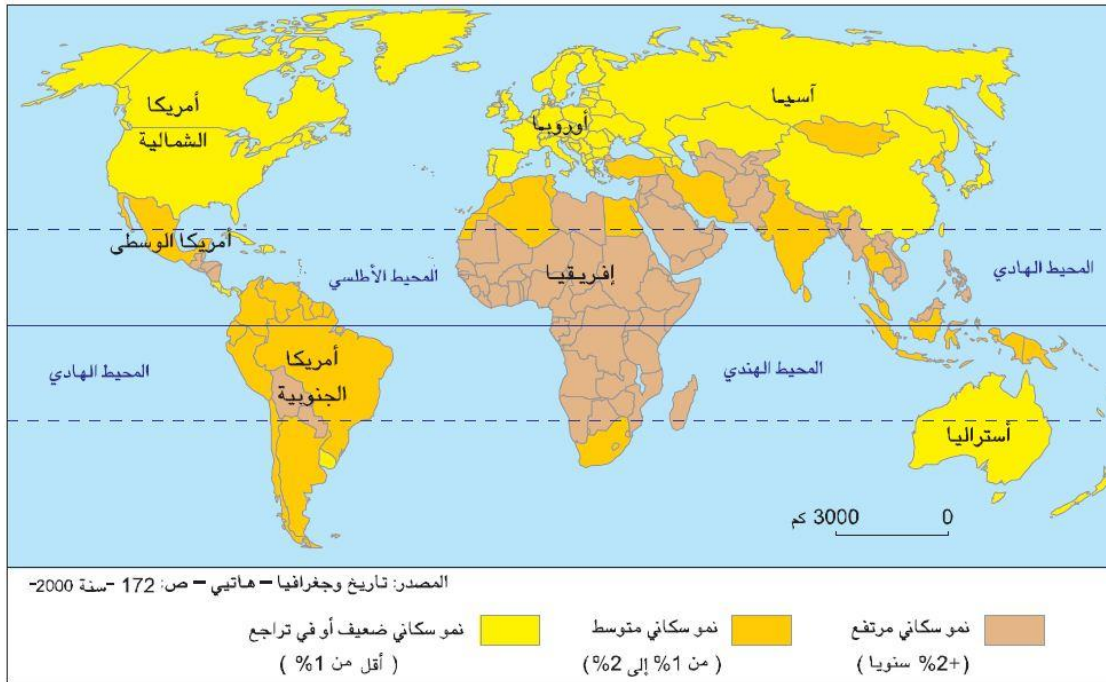 أمريكا
الشمالية
أوروبا
آسيا
أمريكا الوسطى
المحيط الأطلسي
إفريقيا
المحيط الهادي
المحيط الهادي
أمريكا
الجنوبية
المحيط الهندي
أستراليا
0 3000 كم
المصدر: تاريخ وجغرافيا – هاتيي – ص: 172 -سنة 2000-
نمو سكاني مرتفع
(+2% سنويا)
نمو سكاني متوسط
(من 1% إلى 2%)
نمو سكاني ضعيف أو في تراجع
(أقل من 1%)